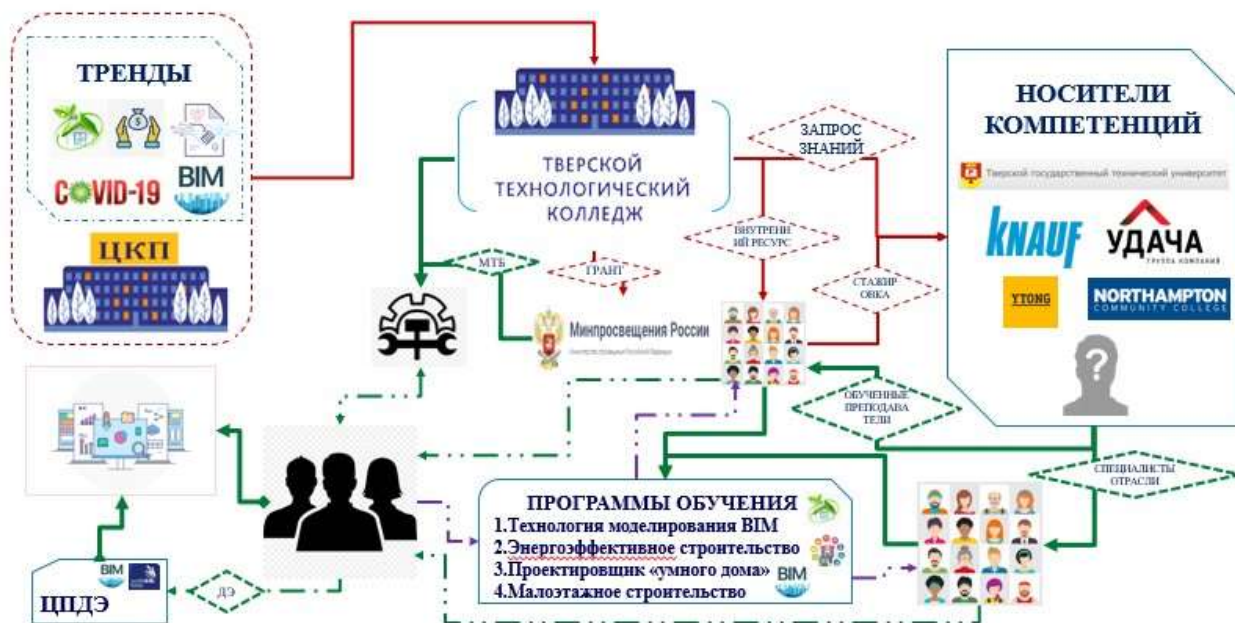 ТРЕНДЫ
COVID-19
BIM
ЦКП
ТВЕРСКОЙ
ТЕХНОЛОГИЧЕСКИЙ
КОЛЛЕДЖ
ЗАПРОС
ЗНАНИЙ
ВНУТРЕНН
ИЙ РЕСУРС
СТАЖИР
ОВКА
МТБ
ГРАНТ
Минпросвещения России
НОСИТЕЛИ
КОМПЕТЕНЦИЙ
Тверской государственный технический университет
KNAUF
УДАЧА
ГРУППА КОМПАНИЙ
YTONG
NORTHAMPTON
COMMUNITY COLLEGE
?
ОБУЧЕННЫЕ
ПРЕПОДАВА
ТЕЛИ
СПЕЦИАЛИСТЫ
ОТРАСЛИ
ПРОГРАММЫ ОБУЧЕНИЯ
1.Технология моделирования BIM
2.Энергоэффективное строительство
3.Проектировщик «умного дома»
4.Малоэтажное строительство
BIM
BIM
ЦПДЭ
ДЭ